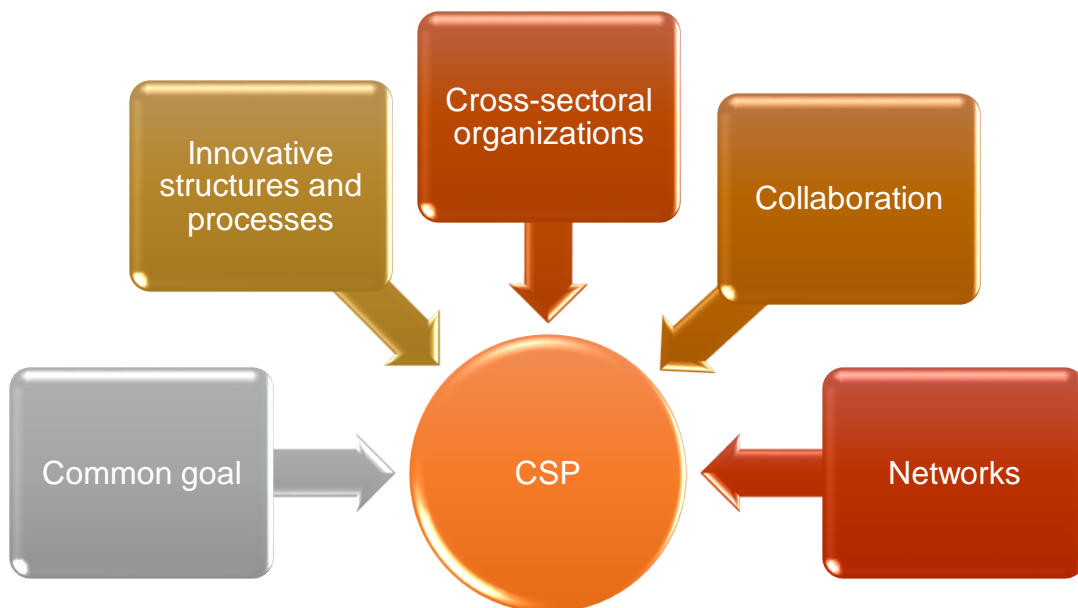 Common goal
Innovative
structures and
processes
Cross-sectoral
organizations
Collaboration
Networks
CSP